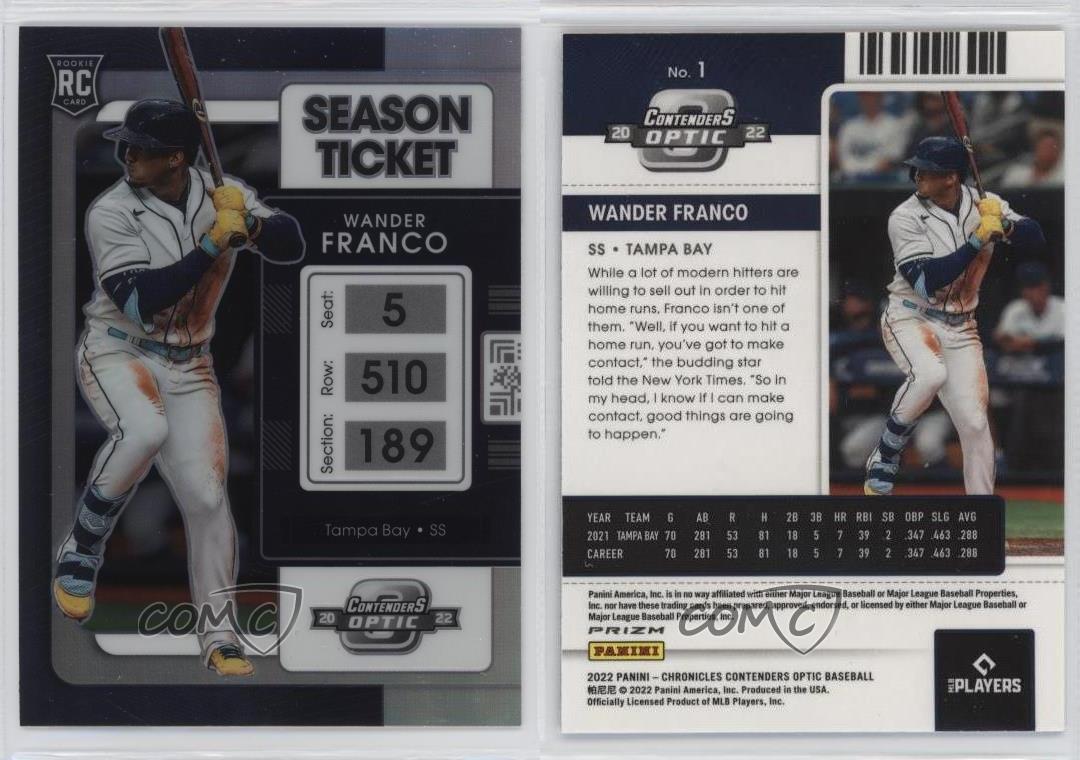 ROOKIE
RC
CARD
SEASON
TICKET
WANDER
FRANCO
Seat: 5
Row: 510
Section: 189
Tampa Bay • SS
CONTENDERS
20 OPTIC 22
COMC
No. 1
CONTENDERS
20 OPTIC 22
WANDER FRANCO
SS • TAMPA BAY
While a lot of modern hitters are
willing to sell out in order to hit
home runs, Franco isn't one of
them. "Well, if you want to hit a
home run, you've got to make
contact," the budding star
told the New York Times. "So in
my head, I know if I can make
contact, good things are going
to happen."
YEAR TEAM G AB R H 2B 3B HR RBI SB OBP SLG AVG
2021 TAMPA BAY 70 281 53 81 18 5 7 39 2 .347 .463 .288
CAREER 70 281 53 81 18 5 7 39 2 .347 .463 .288
Panini America, Inc. is in no way affiliated with either Major League Baseball or Major League Baseball Properties,
Inc. nor have these trading cards been prepared, approved, endorsed, or licensed by either Major League Baseball or
Major League Baseball Properties, Inc.
COMC
PRIZM
PANINI
2022 PANINI – CHRONICLES CONTENDERS OPTIC BASEBALL
帕尼尼 © 2022 Panini America, Inc. Produced in the USA.
Officially Licensed Product of MLB Players, Inc.
MLB PLAYERS